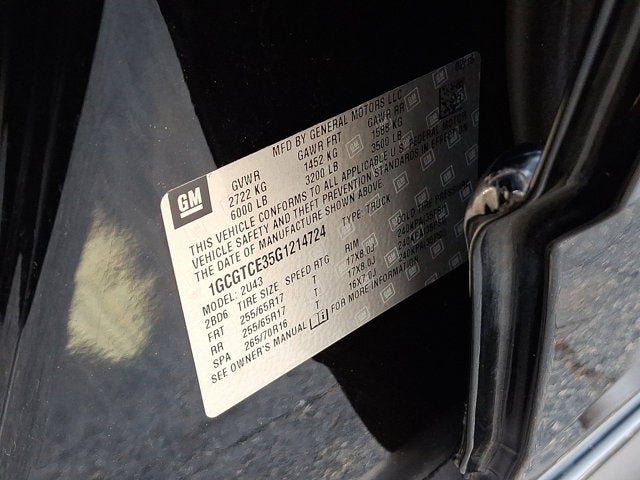 GM
MFD BY GENERAL MOTORS LLC
GVWR GAWR FRT GAWR RR
2722 KG 1452 KG 1588 KG
6000 LB 3200 LB 3500 LB
THIS VEHICLE CONFORMS TO ALL APPLICABLE U.S. FEDERAL MOTOR
VEHICLE SAFETY AND THEFT PREVENTION STANDARDS IN EFFECT ON
THE DATE OF MANUFACTURE SHOWN ABOVE.
1GCGTCE35G1214724 TYPE: TRUCK
MODEL: 2U43
2BD6 TIRE SIZE SPEED RTG RIM COLD TIRE PRESSURE
FRT 255/65R17 T 17X8.0J
RR 255/65R17 T 17X8.0J
SPA 265/70R16 T 16X7.0J
SEE OWNER'S MANUAL FOR MORE INFORMATION